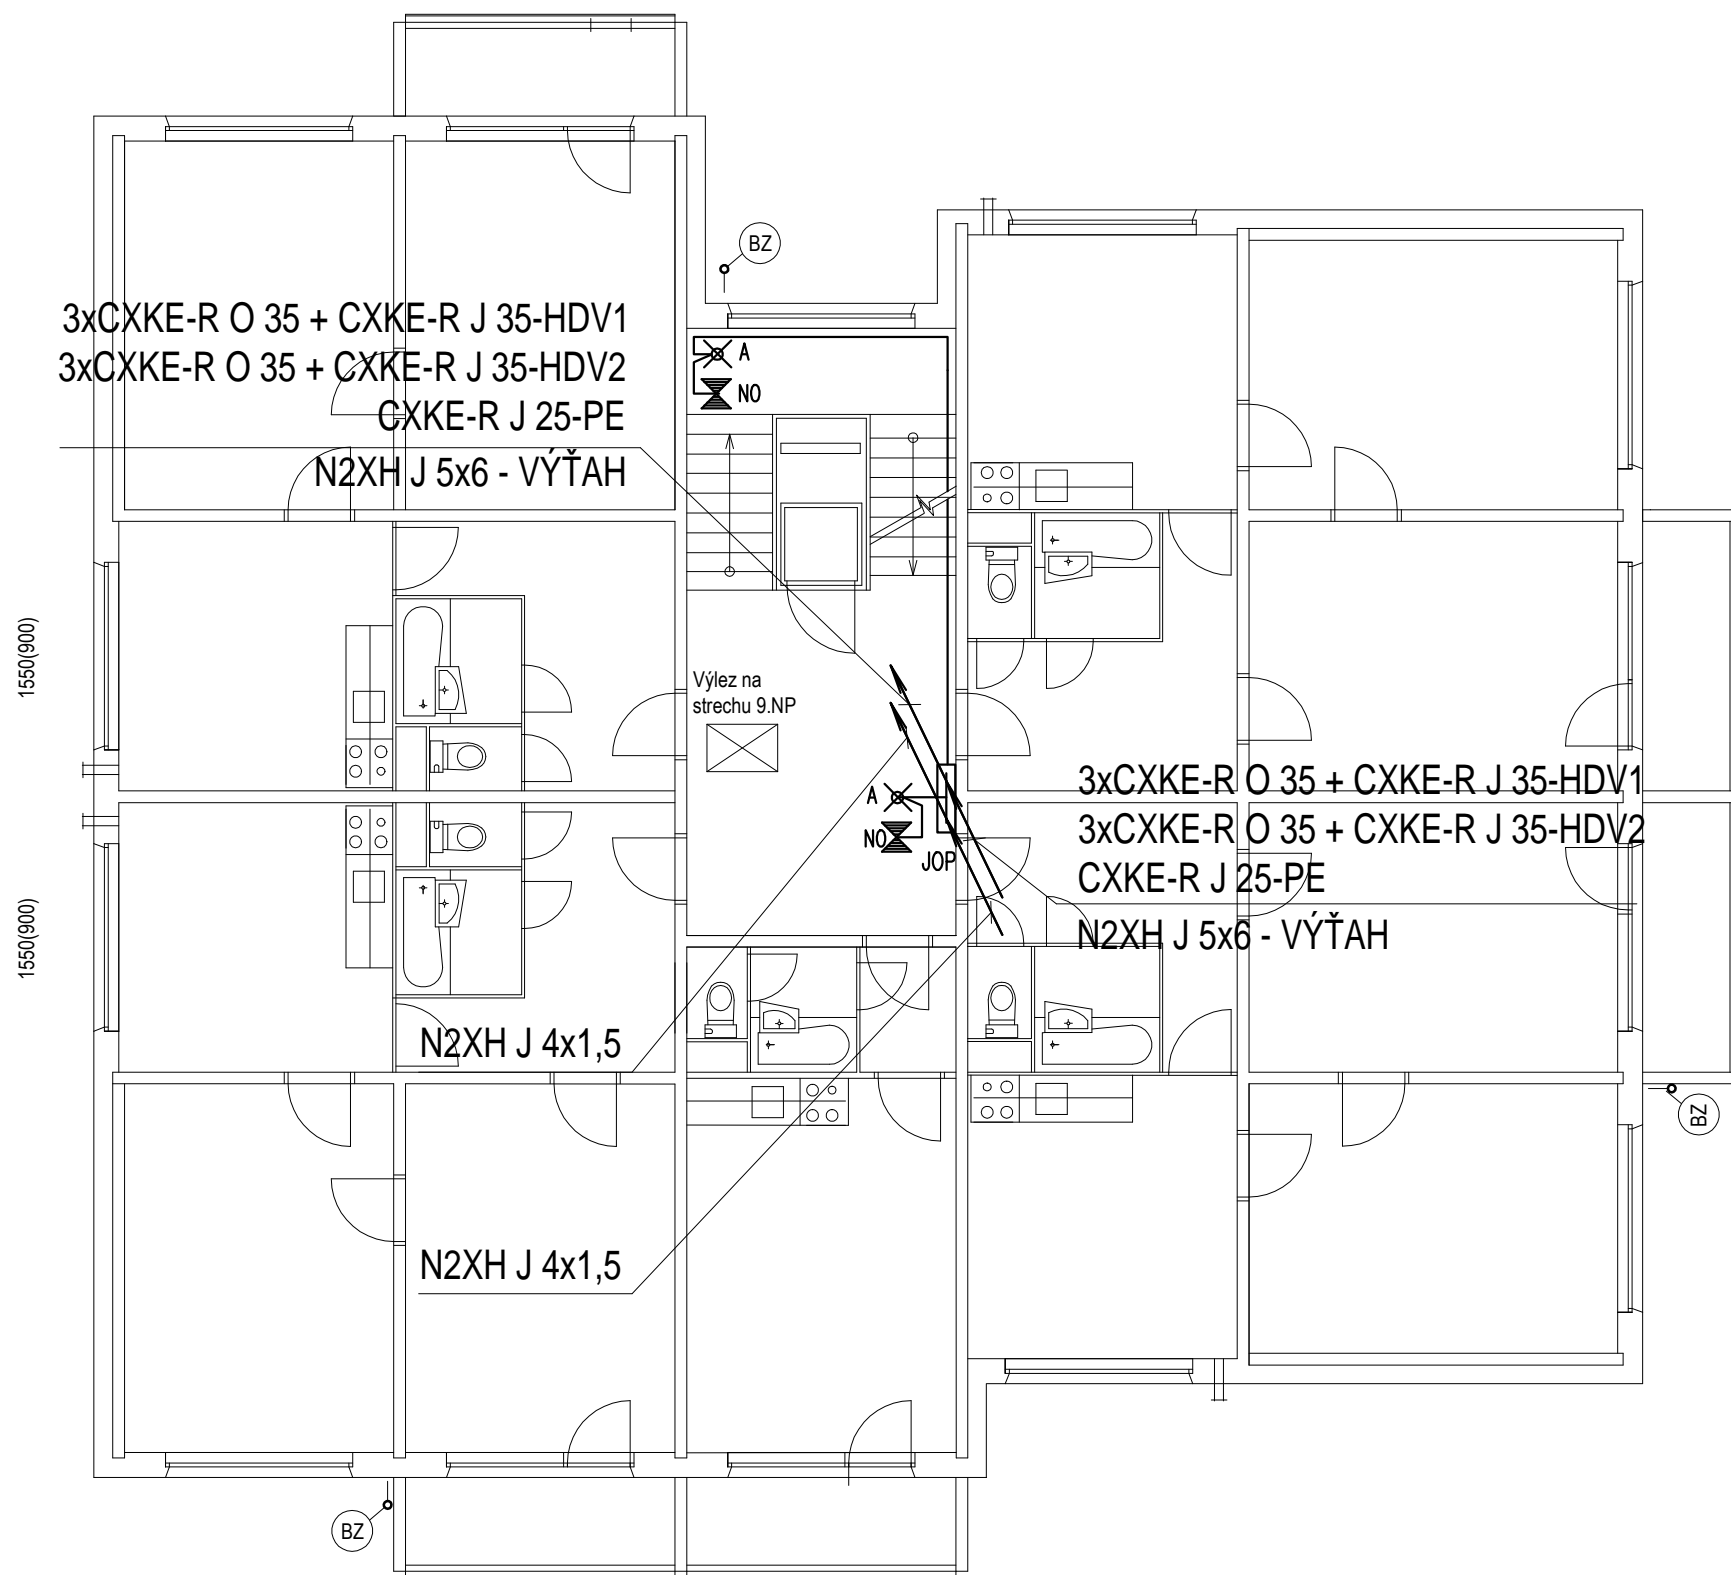 BZ
3xCXKE-R O 35 + CXKE-R J 35-HDV1
3xCXKE-R O 35 + CXKE-R J 35-HDV2
CXKE-R J 25-PE
N2XH J 5x6 - VÝŤAH
A
NO
1550(900)
Výlez na
strechu 9.NP
A
NO
JOP
3xCXKE-R O 35 + CXKE-R J 35-HDV1
3xCXKE-R O 35 + CXKE-R J 35-HDV2
CXKE-R J 25-PE
N2XH J 5x6 - VÝŤAH
1550(900)
N2XH J 4x1,5
BZ
N2XH J 4x1,5
BZ